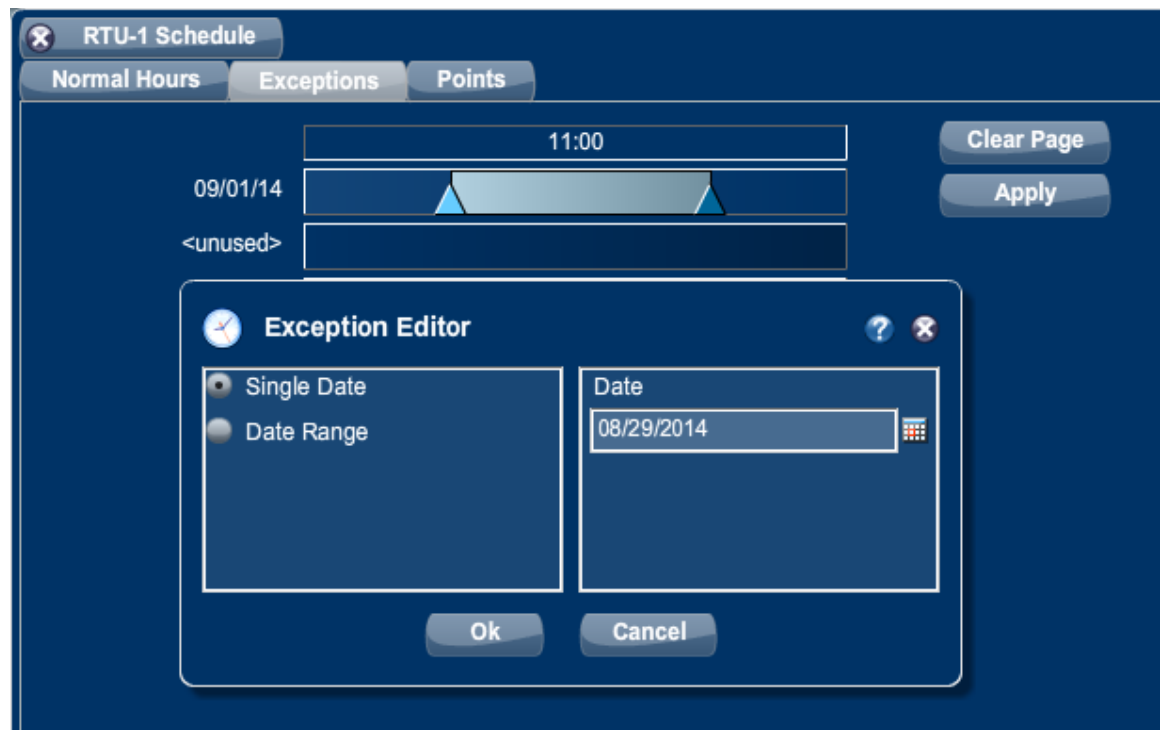 RTU-1 Schedule
Normal Hours Exceptions Points
11:00
Clear Page
09/01/14
Apply
<unused>
Exception Editor
?
Single Date
Date Range
Date
08/29/2014
Ok Cancel